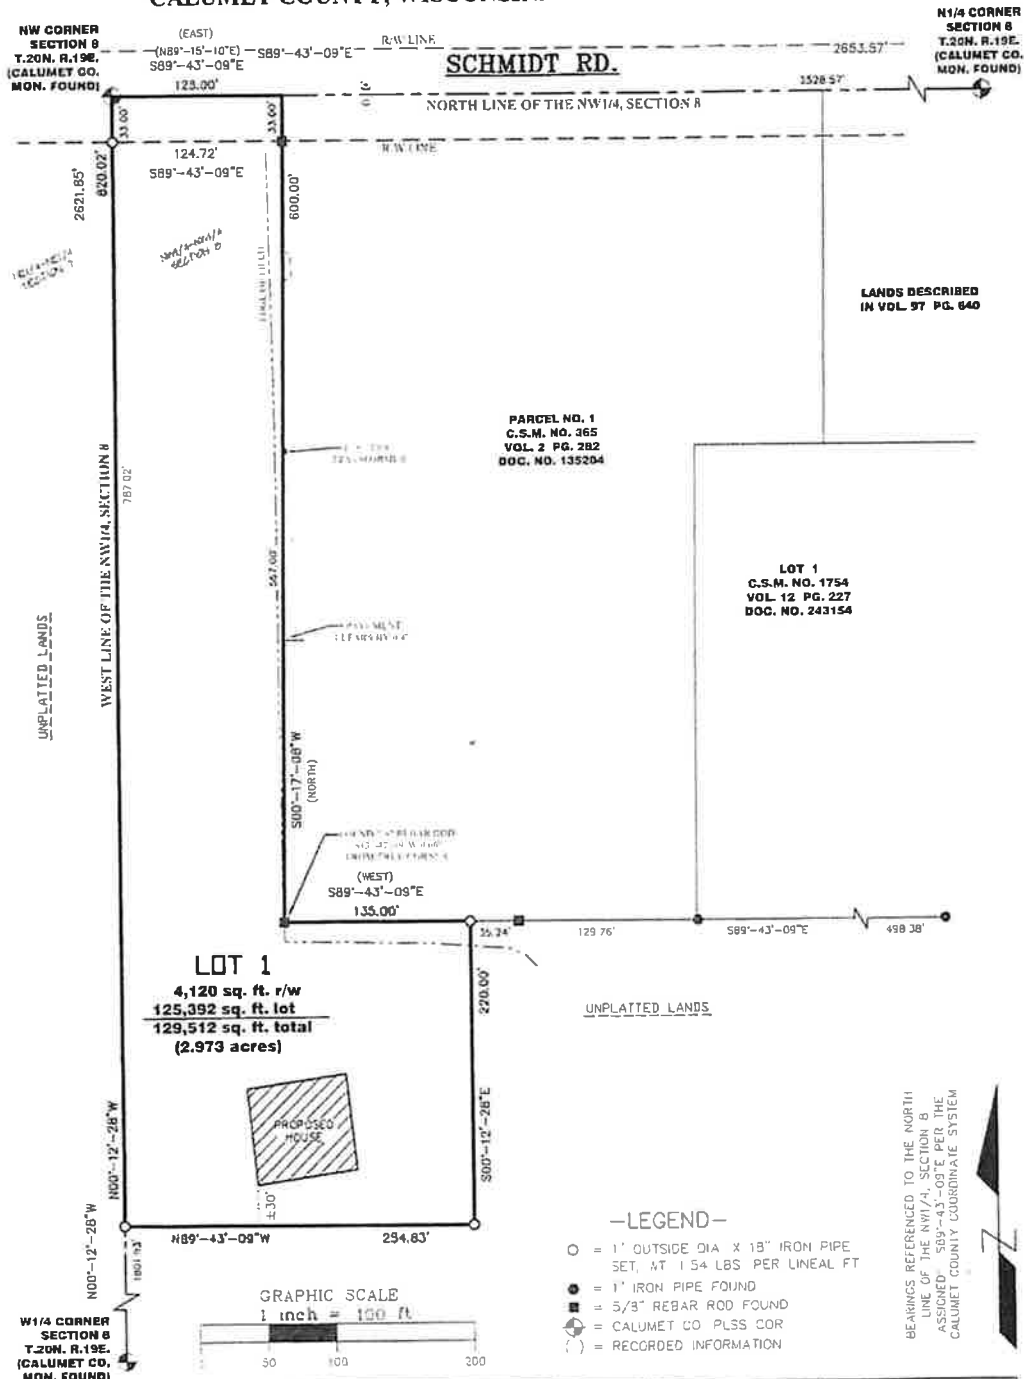 CALUMET COUNTY, WISCONSIN
NW CORNER
SECTION 8
T.20N. R.19E.
(CALUMET CO.
MON. FOUND)
(EAST)
(N89°-15'-10"E)
S89°-43'-09"E
S89°-43'-09"E
125.00'
R/W LINE
SCHMIDT RD.
2653.57'
N1/4 CORNER
SECTION 8
T.20N. R.19E.
(CALUMET CO.
MON. FOUND)
NORTH LINE OF THE NW1/4, SECTION 8
33.00'
33.00'
124.72'
S89°-43'-09"E
R/W LINE
2621.85'
820.02'
600.00'
LANDS DESCRIBED
IN VOL. 97 PG. 640
PARCEL NO. 1
C.S.M. NO. 365
VOL. 2 PG. 282
DOC. NO. 135204
WEST LINE OF THE NW1/4, SECTION 8
787.02'
567.00'
LOT 1
C.S.M. NO. 1754
VOL. 12 PG. 227
DOC. NO. 243154
UNPLATTED LANDS
S00°-17'-08"W
(NORTH)
(WEST)
S89°-43'-09"E
135.00'
35.24'
129.76'
S89°-43'-09"E
498.38'
LOT 1
4,120 sq. ft. r/w
125,392 sq. ft. lot
129,512 sq. ft. total
(2.973 acres)
220.00'
UNPLATTED LANDS
PROPOSED
HOUSE
±30'
N00°-12'-28"W
S00°-12'-28"E
N89°-43'-09"W
254.83'
N00°-12'-28"W
W1/4 CORNER
SECTION 8
T.20N. R.19E.
(CALUMET CO.
MON. FOUND)
GRAPHIC SCALE
1 inch = 100 ft
50
100
200
-LEGEND-
= 1" OUTSIDE DIA X 18" IRON PIPE
SET, WT 1.54 LBS PER LINEAL FT
= 1" IRON PIPE FOUND
= 5/8" REBAR ROD FOUND
= CALUMET CO PLSS COR
( ) = RECORDED INFORMATION
BEARINGS REFERENCED TO THE NORTH
LINE OF THE NW1/4, SECTION 8
ASSIGNED S89°-43'-09"E PER THE
CALUMET COUNTY COORDINATE SYSTEM